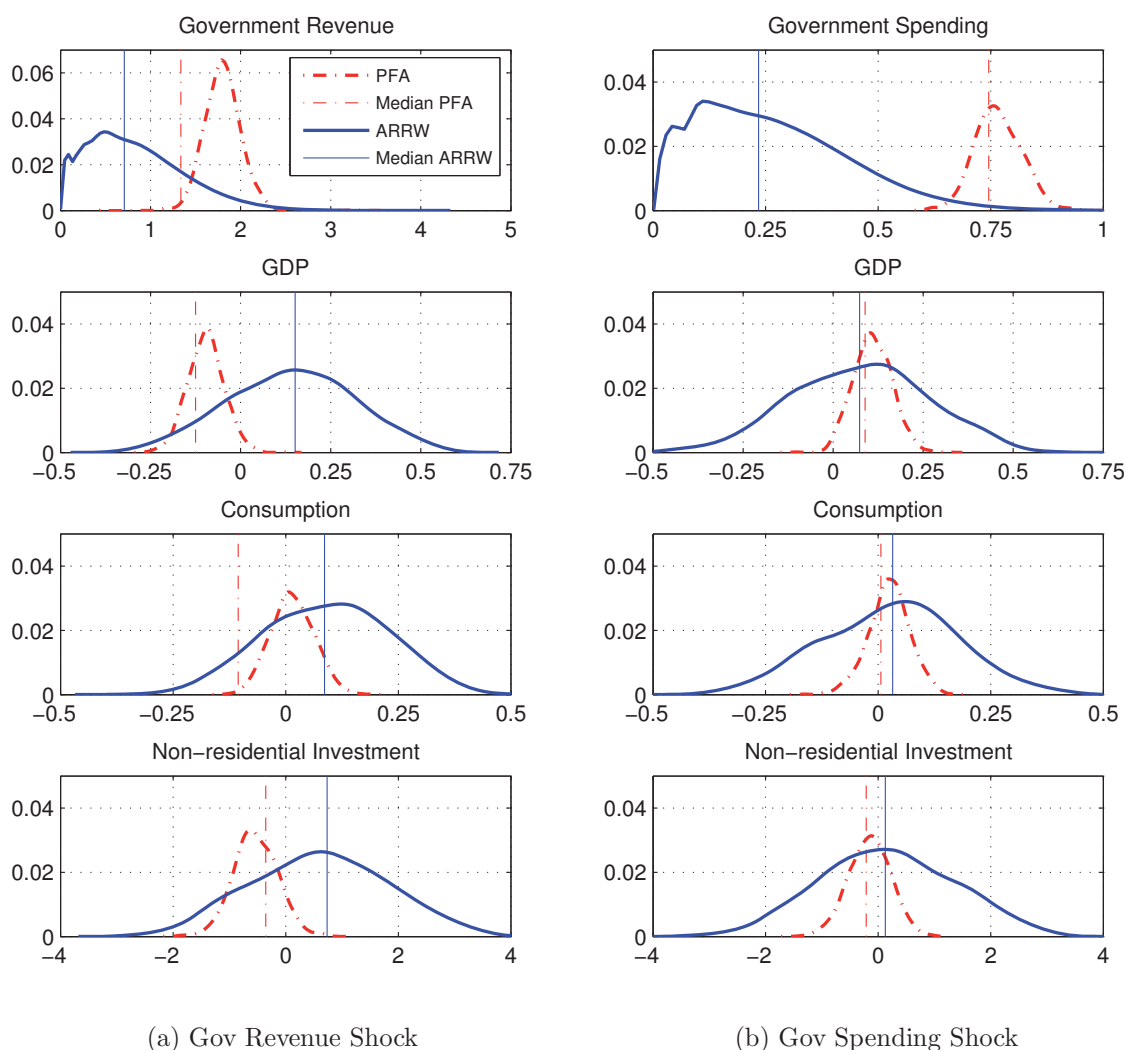 Government Revenue
0.06
0.04
0.02
0
0 1 2 3 4 5
PFA
Median PFA
ARRW
Median ARRW
Government Spending
0.04
0.02
0
0 0.25 0.5 0.75 1
GDP
0.04
0.02
0
−0.5 −0.25 0 0.25 0.5 0.75
GDP
0.04
0.02
0
−0.5 −0.25 0 0.25 0.5 0.75
Consumption
0.04
0.02
0
−0.5 −0.25 0 0.25 0.5
Consumption
0.04
0.02
0
−0.5 −0.25 0 0.25 0.5
Non−residential Investment
0.04
0.02
0
−4 −2 0 2 4
Non−residential Investment
0.04
0.02
0
−4 −2 0 2 4
(a) Gov Revenue Shock
(b) Gov Spending Shock